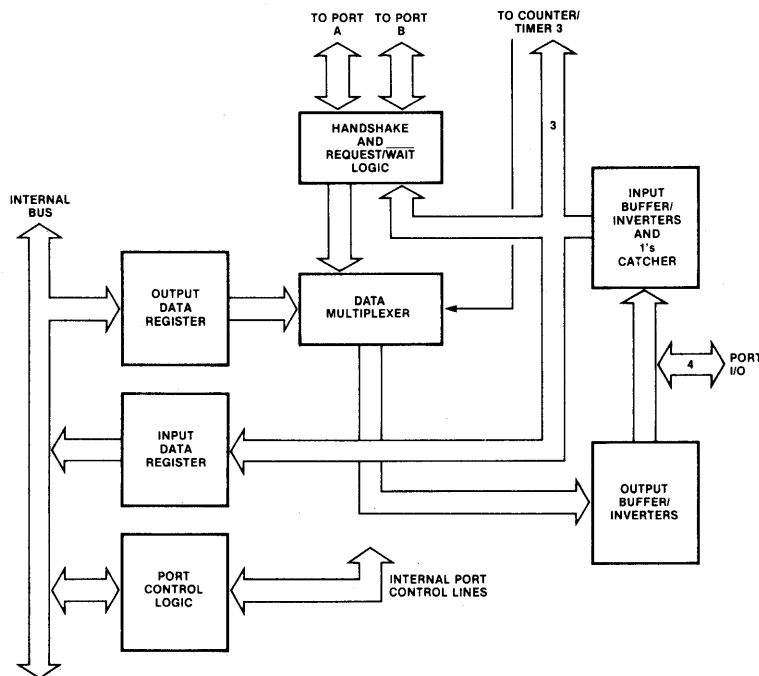 TO PORT
A
TO PORT
B
TO COUNTER/
TIMER 3
3
HANDSHAKE
AND
REQUEST/WAIT
LOGIC
INPUT
BUFFER/
INVERTERS
AND
1's
CATCHER
INTERNAL
BUS
OUTPUT
DATA
REGISTER
DATA
MULTIPLEXER
4
PORT
I/O
INPUT
DATA
REGISTER
OUTPUT
BUFFER/
INVERTERS
PORT
CONTROL
LOGIC
INTERNAL PORT
CONTROL LINES